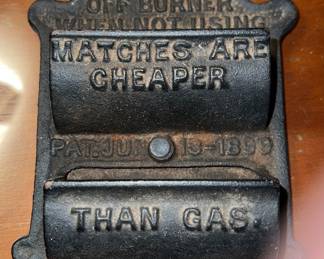 OFF BURNER
WHEN NOT USING
MATCHES ARE
CHEAPER
PAT. JUN 13-1899
THAN GAS.